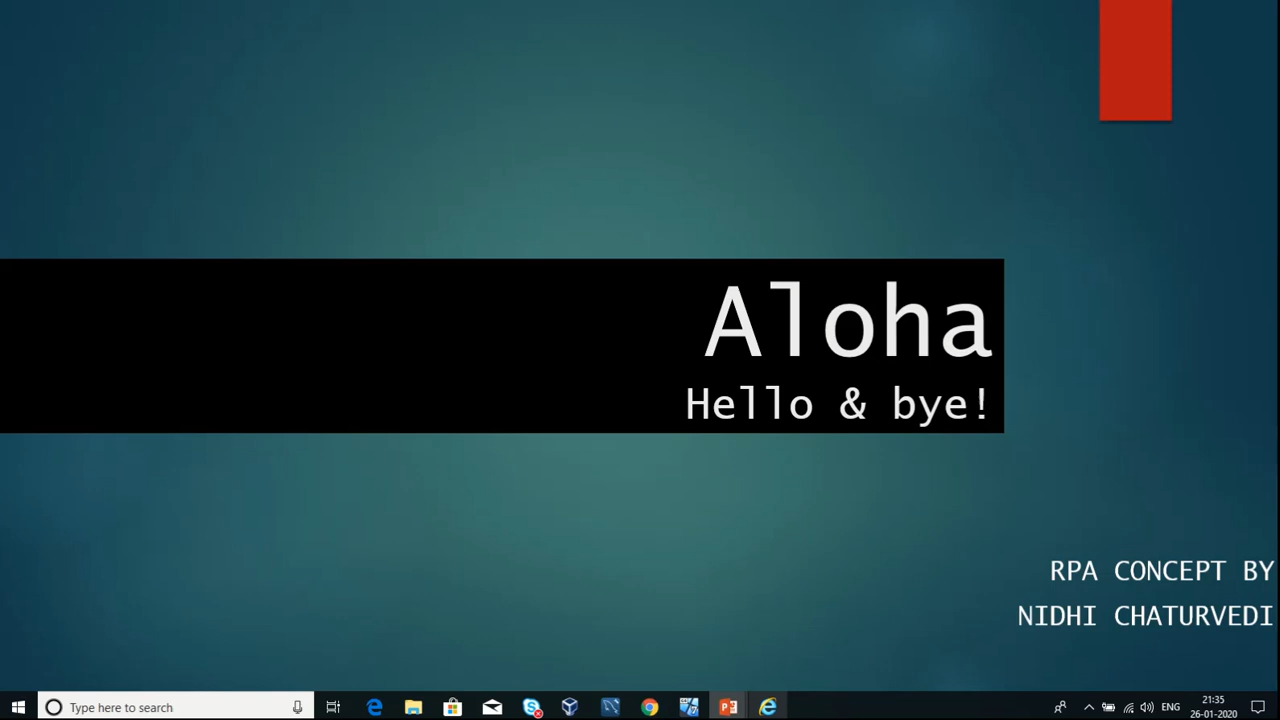 Aloha
Hello & bye!
RPA CONCEPT BY
NIDHI CHATURVEDI
Type here to search
ENG
21:35
26-01-2020